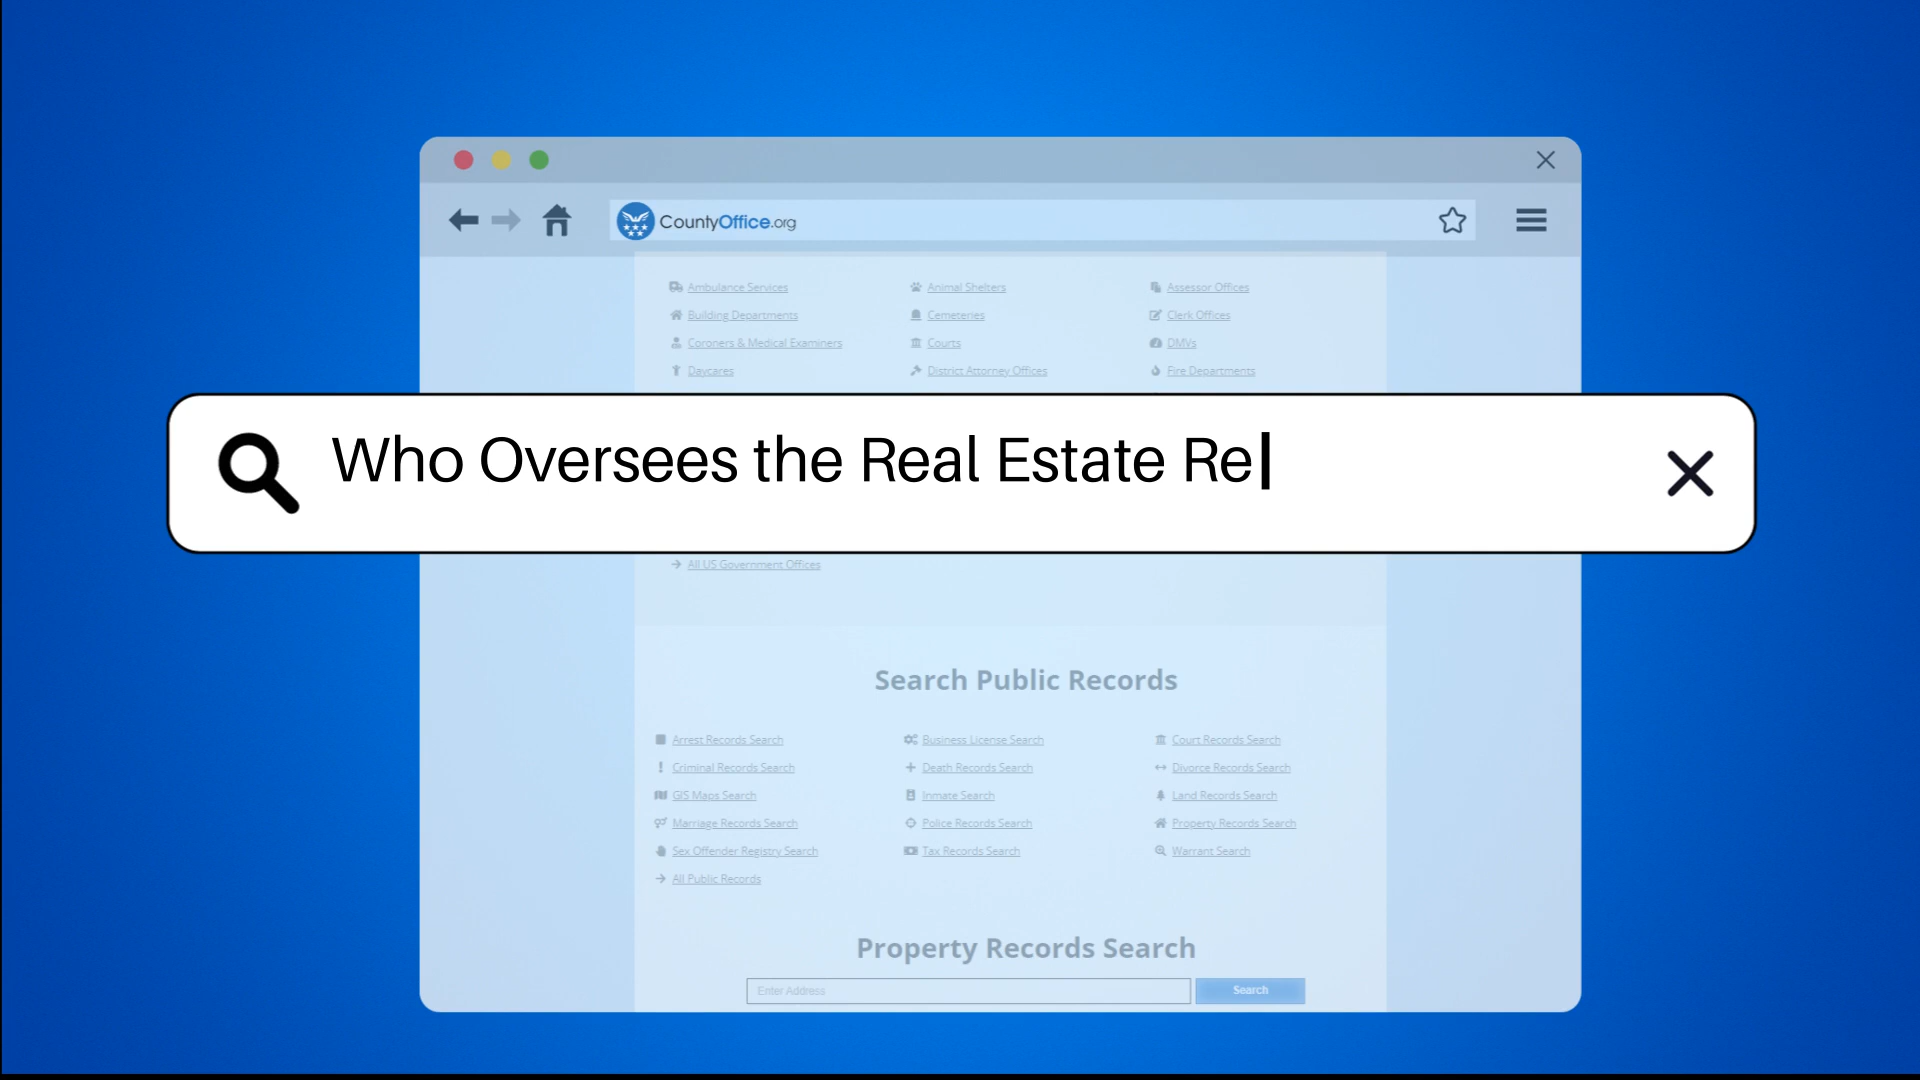 CountyOffice.org
Ambulance Services Animal Shelters Assessor Offices
Building Departments Cemeteries Clerk Offices
Coroners & Medical Examiners Courts DMVs
Daycares District Attorney Offices Fire Departments
Who Oversees the Real Estate Re
All US Government Offices
Search Public Records
Arrest Records Search Business License Search Court Records Search
Criminal Records Search Death Records Search Divorce Records Search
GIS Maps Search Inmate Search Land Records Search
Marriage Records Search Police Records Search Property Records Search
Sex Offender Registry Search Tax Records Search Warrant Search
All Public Records
Property Records Search
Enter Address Search